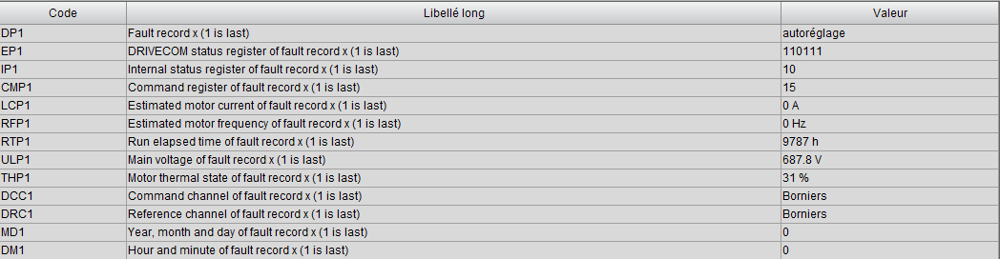 Code Libellé long Valeur
DP1 Fault record x (1 is last) autoréglage
EP1 DRIVECOM status register of fault record x (1 is last) 110111
IP1 Internal status register of fault record x (1 is last) 10
CMP1 Command register of fault record x (1 is last) 15
LCP1 Estimated motor current of fault record x (1 is last) 0 A
RFP1 Estimated motor frequency of fault record x (1 is last) 0 Hz
RTP1 Run elapsed time of fault record x (1 is last) 9787 h
ULP1 Main voltage of fault record x (1 is last) 687.8 V
THP1 Motor thermal state of fault record x (1 is last) 31 %
DCC1 Command channel of fault record x (1 is last) Borniers
DRC1 Reference channel of fault record x (1 is last) Borniers
MD1 Year, month and day of fault record x (1 is last) 0
DM1 Hour and minute of fault record x (1 is last) 0